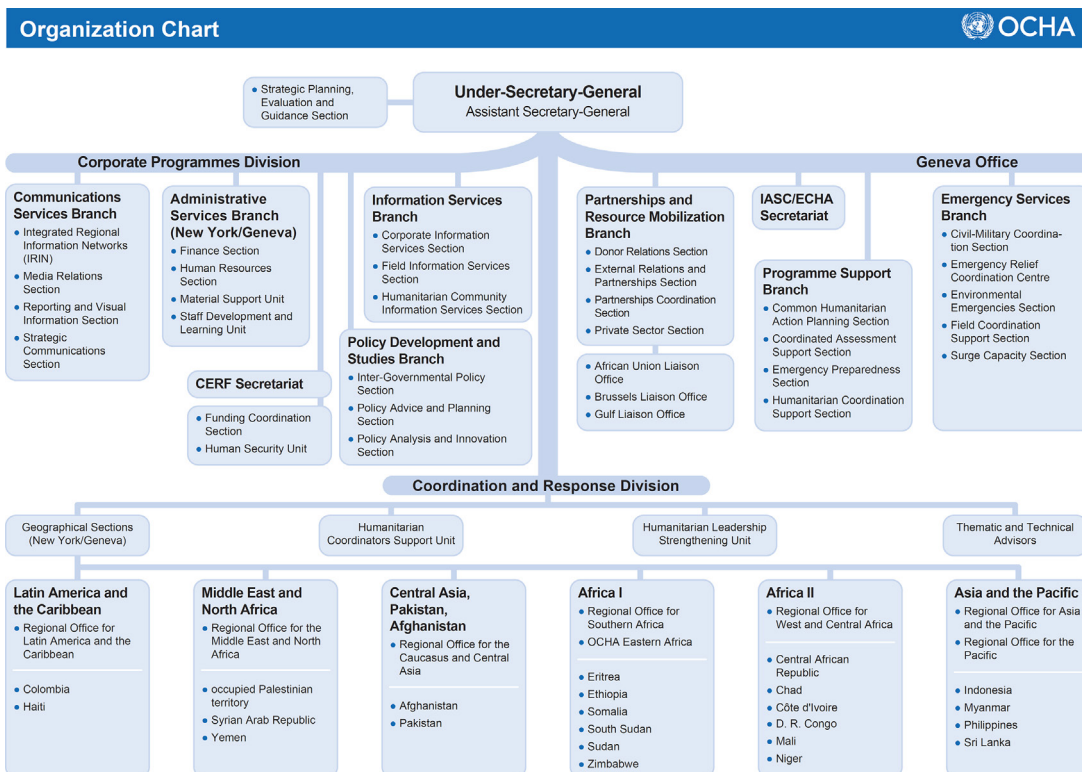 Organization Chart
OCHA
• Strategic Planning,
Evaluation and
Guidance Section
Under-Secretary-General
Assistant Secretary-General
Corporate Programmes Division
Geneva Office
Communications
Services Branch
• Integrated Regional
Information Networks
(IRIN)
• Media Relations
Section
• Reporting and Visual
Information Section
• Strategic
Communications
Section
Administrative
Services Branch
(New York/Geneva)
• Finance Section
• Human Resources
Section
• Material Support Unit
• Staff Development and
Learning Unit
CERF Secretariat
• Funding Coordination
Section
• Human Security Unit
Information Services
Branch
• Corporate Information
Services Section
• Field Information Services
Section
• Humanitarian Community
Information Services Section
Policy Development and
Studies Branch
• Inter-Governmental Policy
Section
• Policy Advice and Planning
Section
• Policy Analysis and Innovation
Section
Partnerships and
Resource Mobilization
Branch
• Donor Relations Section
• External Relations and
Partnerships Section
• Partnerships Coordination
Section
• Private Sector Section
• African Union Liaison
Office
• Brussels Liaison Office
• Gulf Liaison Office
IASC/ECHA
Secretariat
Programme Support
Branch
• Common Humanitarian
Action Planning Section
• Coordinated Assessment
Support Section
• Emergency Preparedness
Section
• Humanitarian Coordination
Support Section
Emergency Services
Branch
• Civil-Military Coordina-
tion Section
• Emergency Relief
Coordination Centre
• Environmental
Emergencies Section
• Field Coordination
Support Section
• Surge Capacity Section
Coordination and Response Division
Geographical Sections
(New York/Geneva)
Humanitarian
Coordinators Support Unit
Humanitarian Leadership
Strengthening Unit
Thematic and Technical
Advisors
Latin America and
the Caribbean
• Regional Office for
Latin America and the
Caribbean
• Colombia
• Haiti
Middle East and
North Africa
• Regional Office for the
Middle East and North
Africa
• occupied Palestinian
territory
• Syrian Arab Republic
• Yemen
Central Asia,
Pakistan,
Afghanistan
• Regional Office for the
Caucasus and Central
Asia
• Afghanistan
• Pakistan
Africa I
• Regional Office for
Southern Africa
• OCHA Eastern Africa
• Eritrea
• Ethiopia
• Somalia
• South Sudan
• Sudan
• Zimbabwe
Africa II
• Regional Office for
West and Central Africa
• Central African
Republic
• Chad
• Côte d'Ivoire
• D. R. Congo
• Mali
• Niger
Asia and the Pacific
• Regional Office for Asia
and the Pacific
• Regional Office for the
Pacific
• Indonesia
• Myanmar
• Philippines
• Sri Lanka